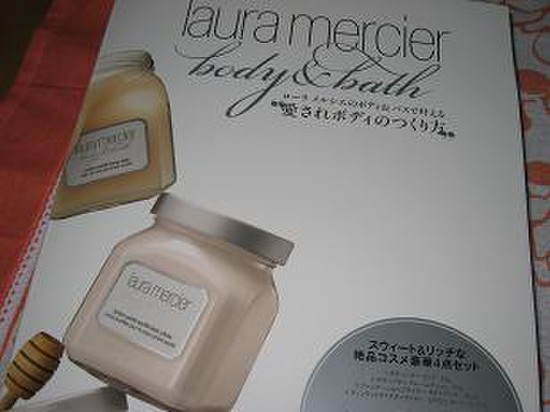 laura mercier
body & bath
ローラ メルシエのボディ&バスで叶える
愛されボディのつくり方
laura mercier
laura mercier
スウィート&リッチな
絶品コスメ豪華4点セット